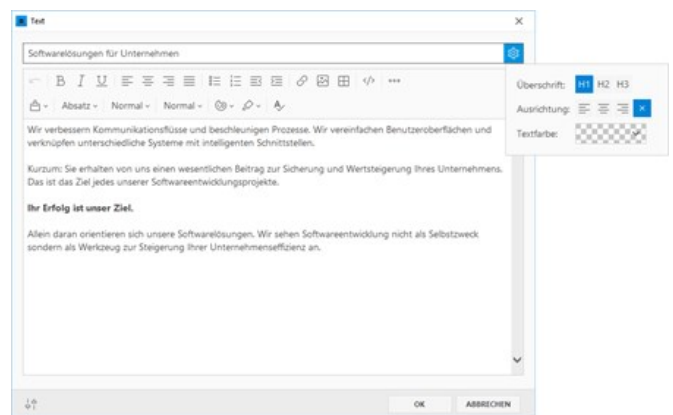 Text
Softwarelösungen für Unternehmen
Überschrift: H1 H2 H3
Ausrichtung:
Textfarbe:
B I U
Absatz Normal Normal
Wir verbessern Kommunikationsflüsse und beschleunigen Prozesse. Wir vereinfachen Benutzeroberflächen und
verknüpfen unterschiedliche Systeme mit intelligenten Schnittstellen.
Kurzum: Sie erhalten von uns einen wesentlichen Beitrag zur Sicherung und Wertsteigerung Ihres Unternehmens.
Das ist das Ziel jedes unserer Softwareentwicklungsprojekte.
Ihr Erfolg ist unser Ziel.
Allein daran orientieren sich unsere Softwarelösungen. Wir sehen Softwareentwicklung nicht als Selbstzweck
sondern als Werkzeug zur Steigerung Ihrer Unternehmenseffizienz an.
OK ABBRECHEN